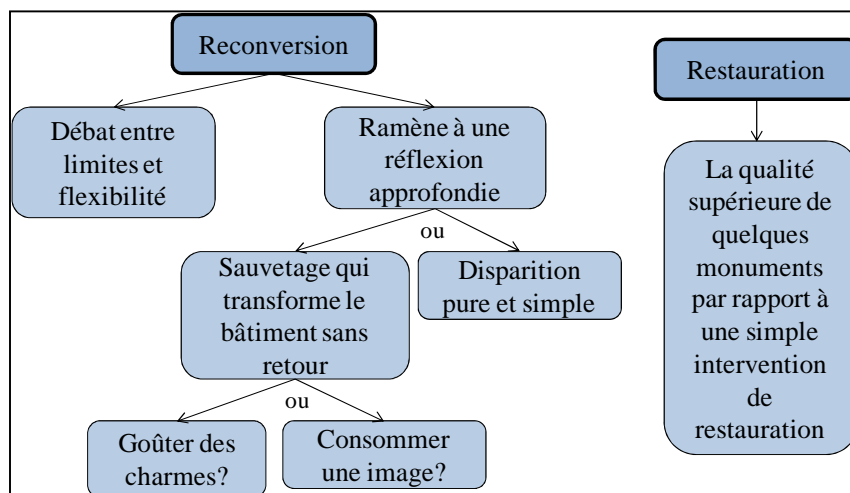 Reconversion
Débat entre
limites et
flexibilité
Ramène à une
réflexion
approfondie
ou
Sauvetage qui
transforme le
bâtiment sans
retour
Disparition
pure et simple
ou
Goûter des
charmes?
Consommer
une image?
Restauration
La qualité
supérieure de
quelques
monuments
par rapport à
une simple
intervention
de
restauration